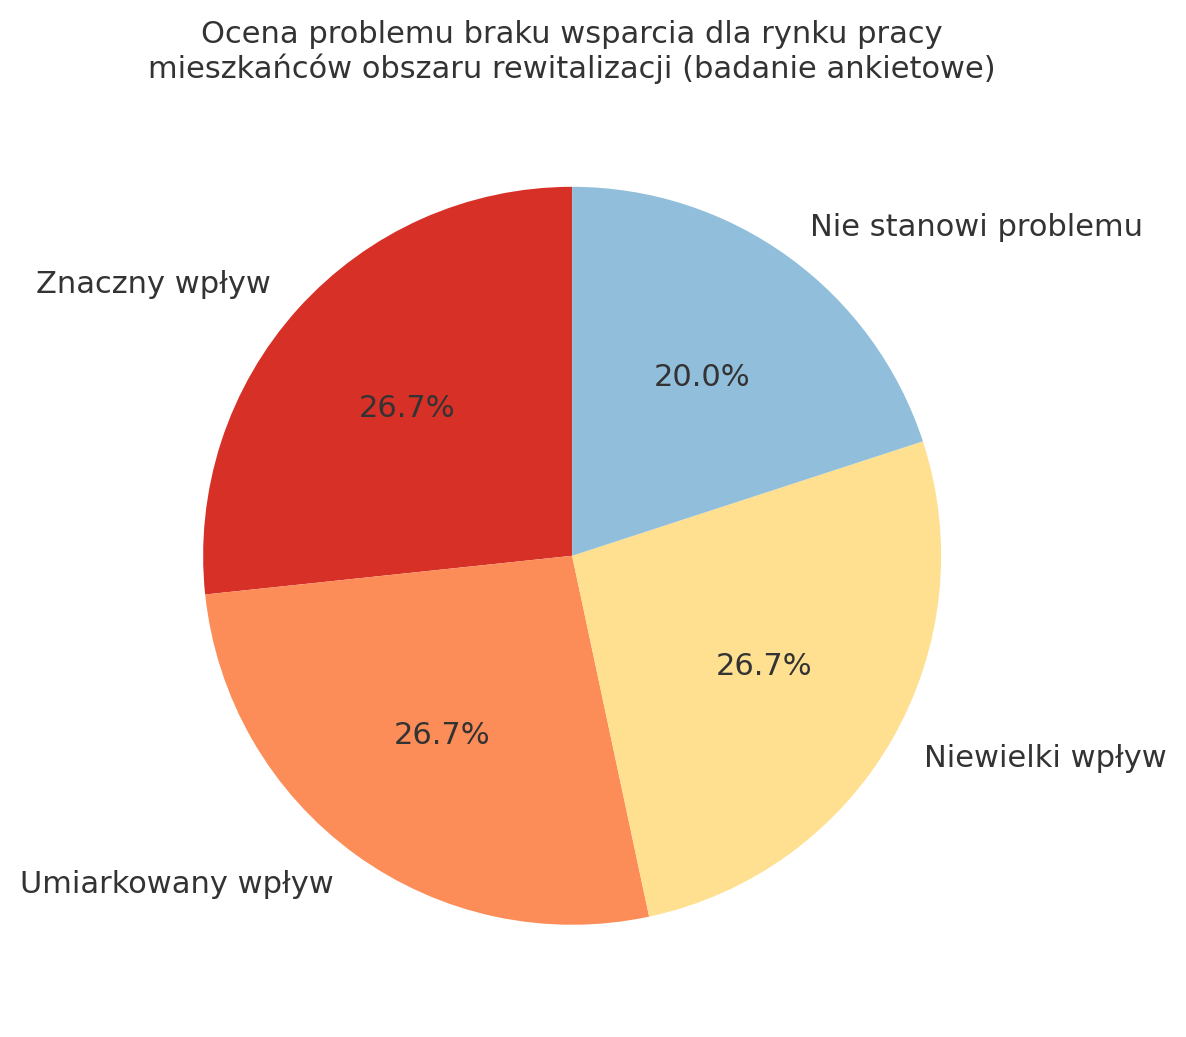 Ocena problemu braku wsparcia dla rynku pracy
mieszkańców obszaru rewitalizacji (badanie ankietowe)
Nie stanowi problemu
Znaczny wpływ
20.0%
26.7%
26.7%
26.7%
Niewielki wpływ
Umiarkowany wpływ